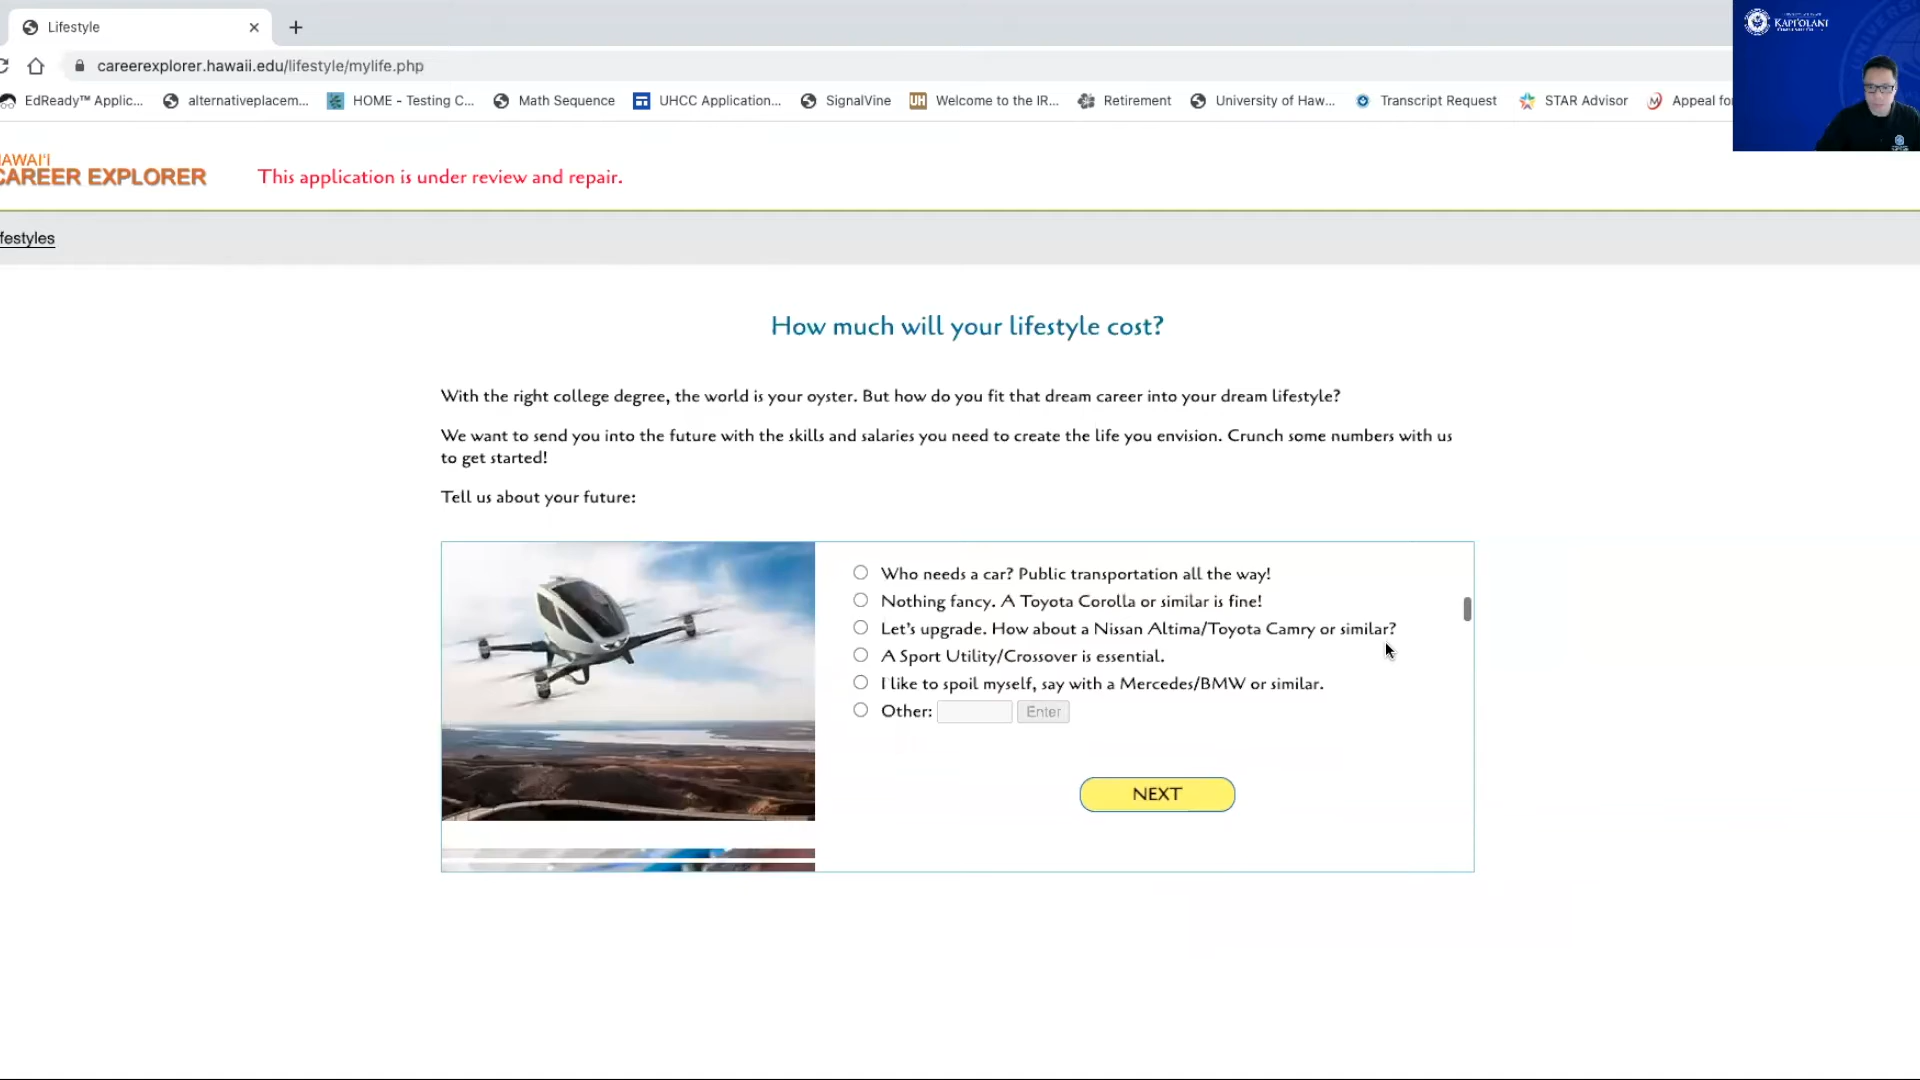 Lifestyle
careerexplorer.hawaii.edu/lifestyle/mylife.php
EdReady™ Applic... alternativeplacem... HOME - Testing C... Math Sequence UHCC Application... SignalVine Welcome to the IR... Retirement University of Haw... Transcript Request STAR Advisor Appeal for
KAPIʻOLANI
AWAIʻI
CAREER EXPLORER
This application is under review and repair.
festyles
How much will your lifestyle cost?
With the right college degree, the world is your oyster. But how do you fit that dream career into your dream lifestyle?
We want to send you into the future with the skills and salaries you need to create the life you envision. Crunch some numbers with us
to get started!
Tell us about your future:
Who needs a car? Public transportation all the way!
Nothing fancy. A Toyota Corolla or similar is fine!
Let's upgrade. How about a Nissan Altima/Toyota Camry or similar?
A Sport Utility/Crossover is essential.
I like to spoil myself, say with a Mercedes/BMW or similar.
Other: Enter
NEXT